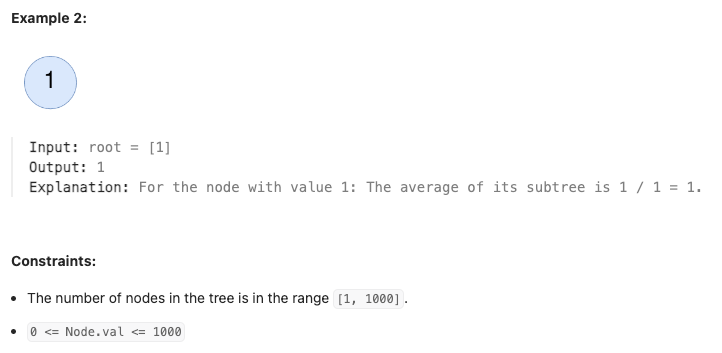 Example 2:
1
Input: root = [1]
Output: 1
Explanation: For the node with value 1: The average of its subtree is 1 / 1 = 1.
Constraints:
• The number of nodes in the tree is in the range [1, 1000].
• 0 <= Node.val <= 1000